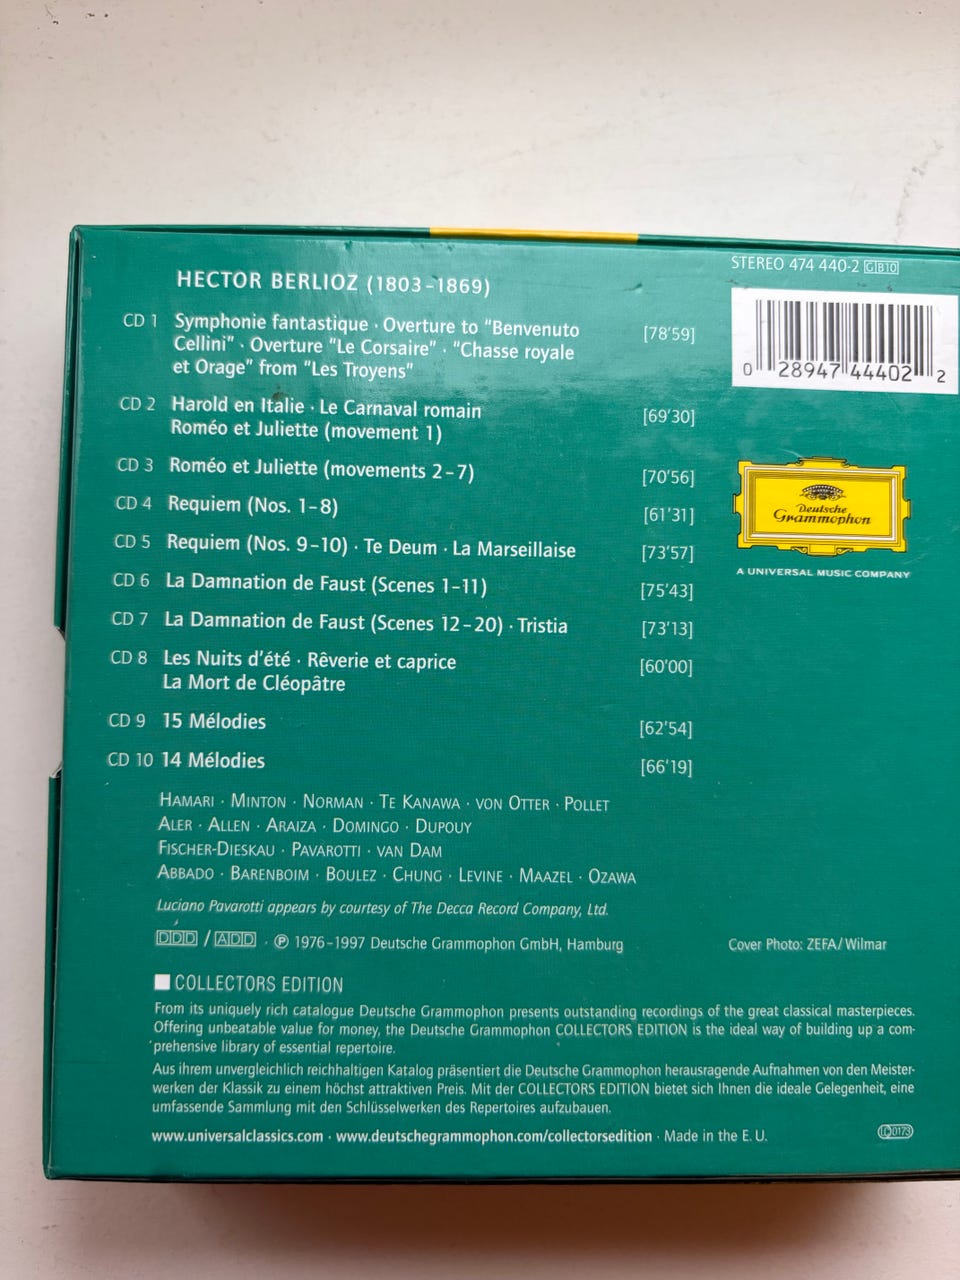 STEREO 474 440-2 GB10
HECTOR BERLIOZ (1803-1869)
CD 1 Symphonie fantastique · Overture to "Benvenuto [78'59]
Cellini" · Overture "Le Corsaire" · "Chasse royale
et Orage" from "Les Troyens"
0 28947 44402 2
CD 2 Harold en Italie · Le Carnaval romain [69'30]
Roméo et Juliette (movement 1)
CD 3 Roméo et Juliette (movements 2-7) [70'56]
CD 4 Requiem (Nos. 1-8) [61'31]
Deutsche
Grammophon
CD 5 Requiem (Nos. 9-10) · Te Deum · La Marseillaise [73'57]
A UNIVERSAL MUSIC COMPANY
CD 6 La Damnation de Faust (Scenes 1-11) [75'43]
CD 7 La Damnation de Faust (Scenes 12-20) · Tristia [73'13]
CD 8 Les Nuits d'été · Rêverie et caprice [60'00]
La Mort de Cléopâtre
CD 9 15 Mélodies [62'54]
CD 10 14 Mélodies [66'19]
HAMARI · MINTON · NORMAN · TE KANAWA · VON OTTER · POLLET
ALER · ALLEN · ARAIZA · DOMINGO · DUPOUY
FISCHER-DIESKAU · PAVAROTTI · VAN DAM
ABBADO · BARENBOIM · BOULEZ · CHUNG · LEVINE · MAAZEL · OZAWA
Luciano Pavarotti appears by courtesy of The Decca Record Company, Ltd.
DDD / ADD · ℗ 1976-1997 Deutsche Grammophon GmbH, Hamburg
Cover Photo: ZEFA/Wilmar
COLLECTORS EDITION
From its uniquely rich catalogue Deutsche Grammophon presents outstanding recordings of the great classical masterpieces.
Offering unbeatable value for money, the Deutsche Grammophon COLLECTORS EDITION is the ideal way of building up a com-
prehensive library of essential repertoire.
Aus ihrem unvergleichlich reichhaltigen Katalog präsentiert die Deutsche Grammophon herausragende Aufnahmen von den Meister-
werken der Klassik zu einem höchst attraktiven Preis. Mit der COLLECTORS EDITION bietet sich Ihnen die ideale Gelegenheit, eine
umfassende Sammlung mit den Schlüsselwerken des Repertoires aufzubauen.
www.universalclassics.com · www.deutschegrammophon.com/collectorsedition · Made in the E. U.
LC 0173